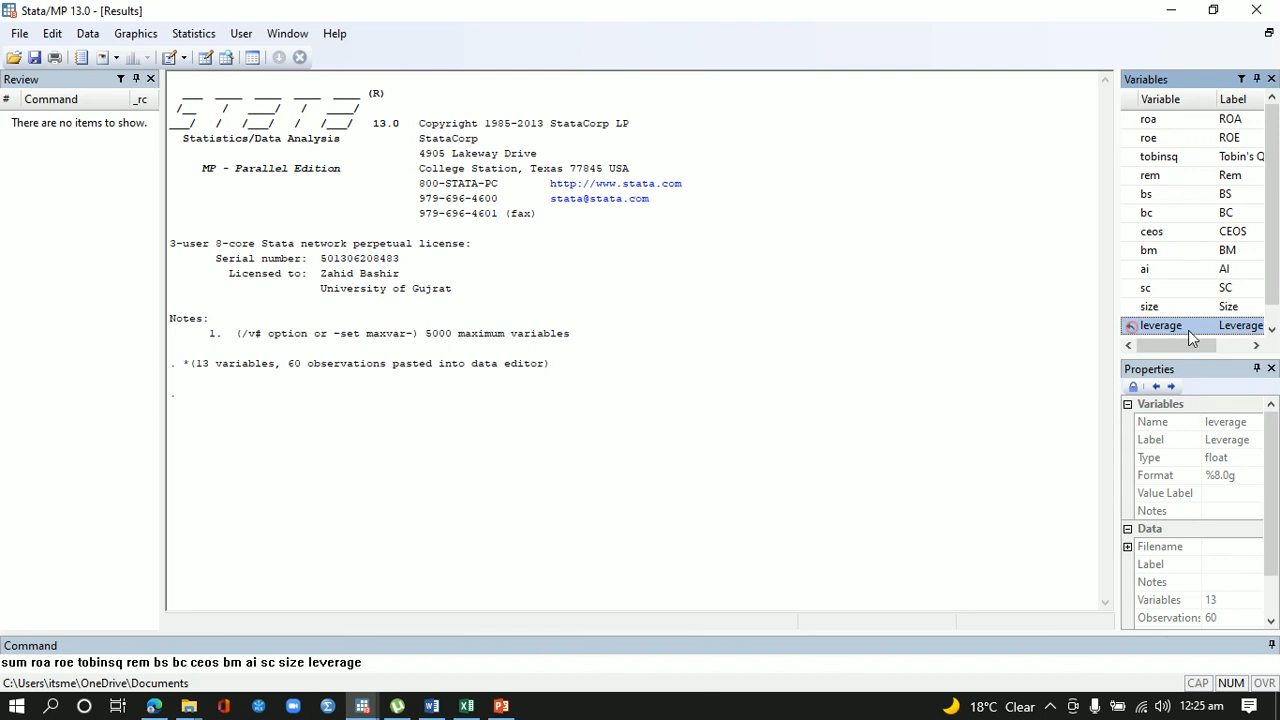 Stata/MP 13.0 - [Results]
File Edit Data Graphics Statistics User Window Help
Review
# Command _rc
There are no items to show.
(R)
13.0 Copyright 1985-2013 StataCorp LP
Statistics/Data Analysis StataCorp
4905 Lakeway Drive
MP - Parallel Edition College Station, Texas 77845 USA
800-STATA-PC http://www.stata.com
979-696-4600 stata@stata.com
979-696-4601 (fax)
3-user 8-core Stata network perpetual license:
Serial number: 501306208483
Licensed to: Zahid Bashir
University of Gujrat
Notes:
1. (/v# option or -set maxvar-) 5000 maximum variables
. *(13 variables, 60 observations pasted into data editor)
.
Variables
Variable Label
roa ROA
roe ROE
tobinsq Tobin's Q
rem Rem
bs BS
bc BC
ceos CEOS
bm BM
ai AI
sc SC
size Size
leverage Leverage
Properties
Variables
Name leverage
Label Leverage
Type float
Format %8.0g
Value Label
Notes
Data
Filename
Label
Notes
Variables 13
Observations 60
Command
sum roa roe tobinsq rem bs bc ceos bm ai sc size leverage
C:\Users\itsme\OneDrive\Documents
CAP NUM OVR
18°C Clear 12:25 am